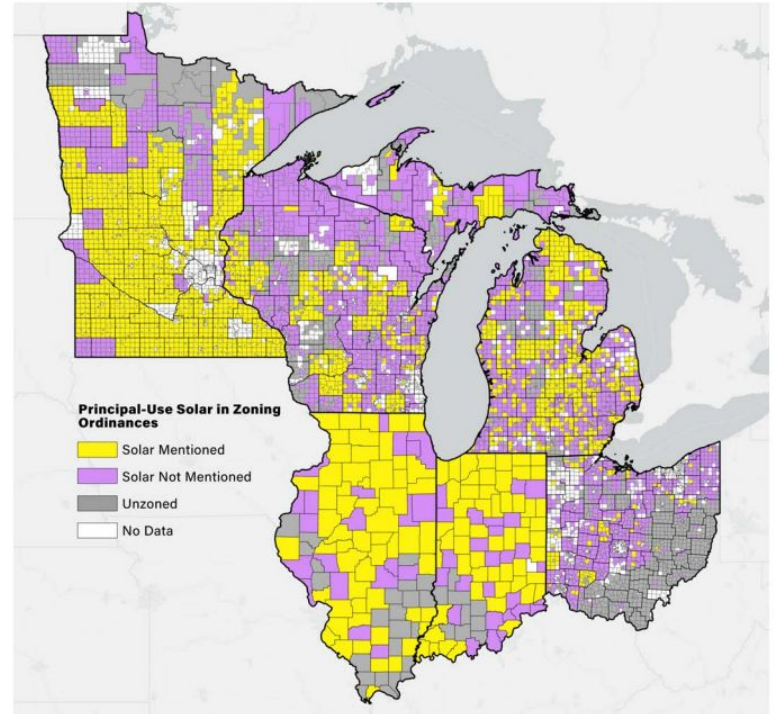 Principal-Use Solar in Zoning
Ordinances
Solar Mentioned
Solar Not Mentioned
Unzoned
No Data